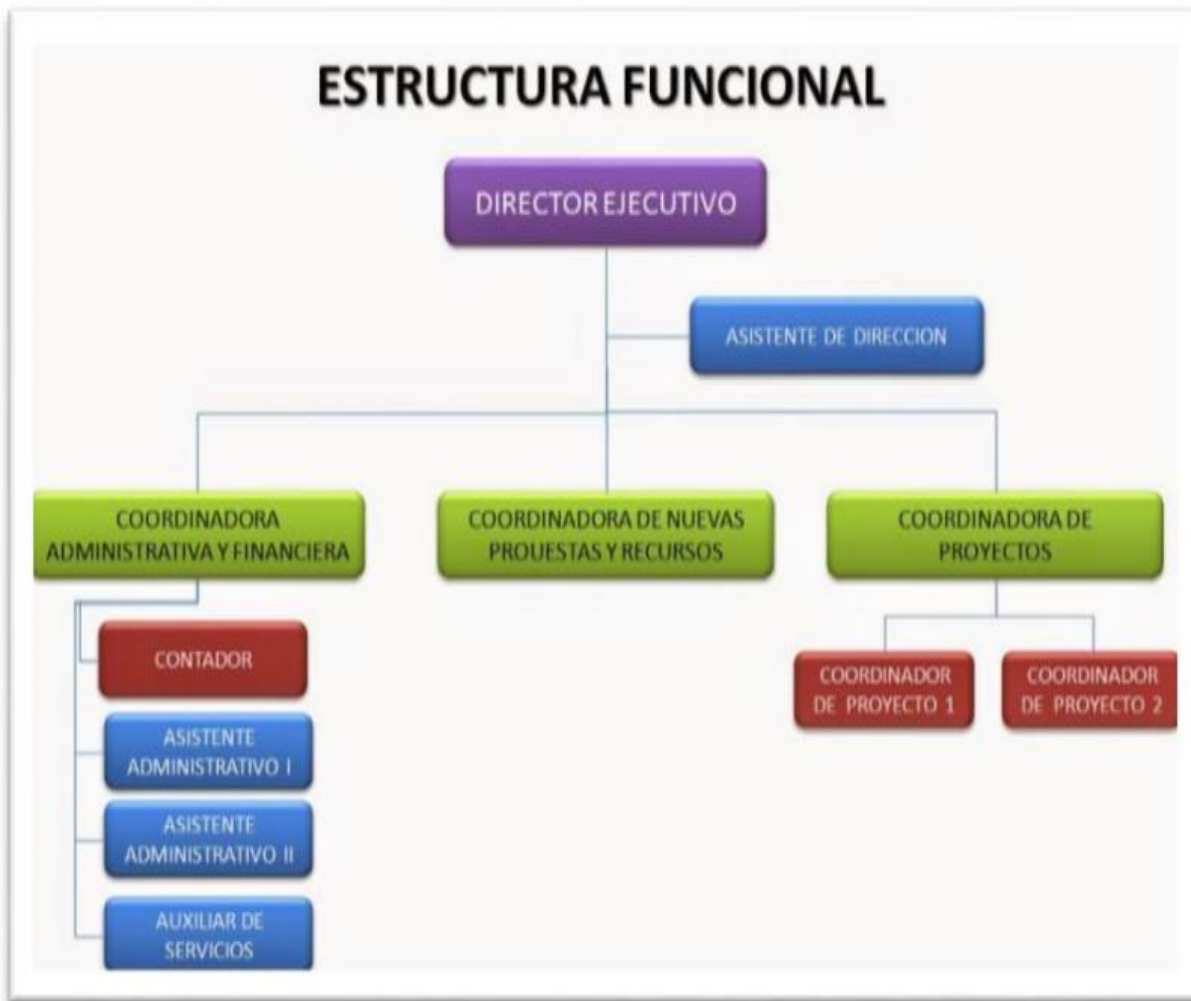 ESTRUCTURA FUNCIONAL
DIRECTOR EJECUTIVO
ASISTENTE DE DIRECCION
COORDINADORA
ADMINISTRATIVA Y FINANCIERA
COORDINADORA DE NUEVAS
PROUESTAS Y RECURSOS
COORDINADORA DE
PROYECTOS
CONTADOR
ASISTENTE
ADMINISTRATIVO I
ASISTENTE
ADMINISTRATIVO II
AUXILIAR DE
SERVICIOS
COORDINADOR
DE PROYECTO 1
COORDINADOR
DE PROYECTO 2